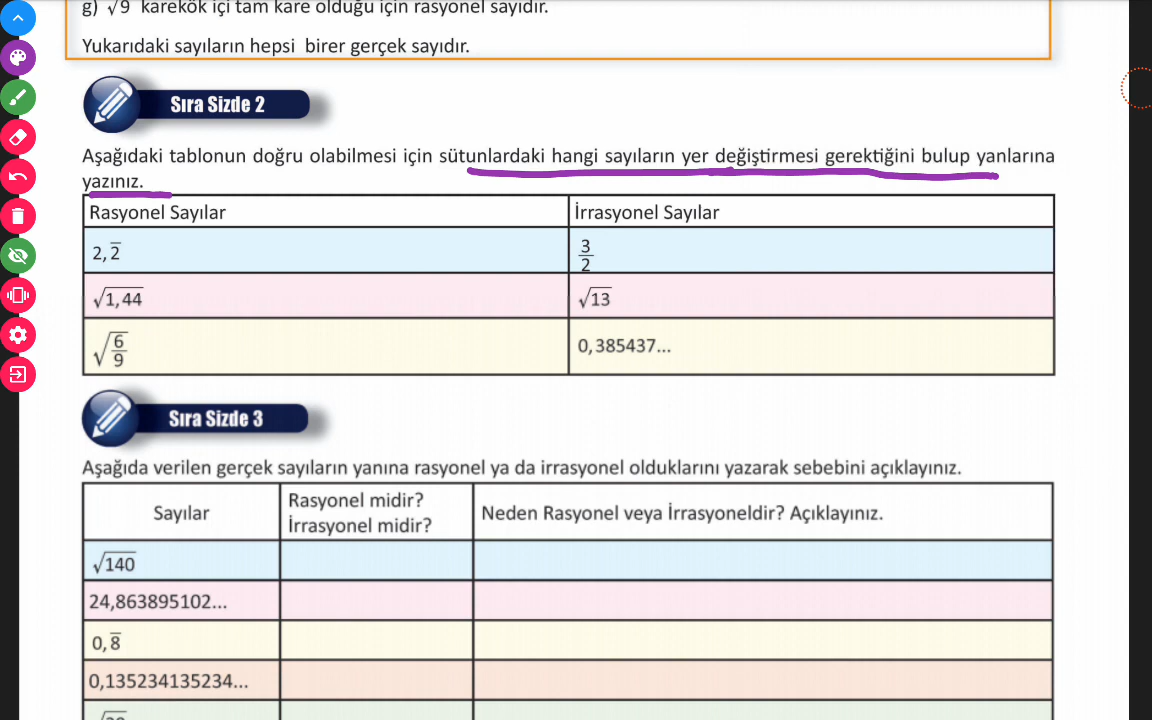 g) √9 karekök içi tam kare olduğu için rasyonel sayıdır.
Yukarıdaki sayıların hepsi birer gerçek sayıdır.
Sıra Sizde 2
Aşağıdaki tablonun doğru olabilmesi için sütunlardaki hangi sayıların yer değiştirmesi gerektiğini bulup yanlarına
yazınız.
Rasyonel Sayılar İrrasyonel Sayılar
2,2̅ 3/2
√1,44 √13
√(6/9) 0,385437...
Sıra Sizde 3
Aşağıda verilen gerçek sayıların yanına rasyonel ya da irrasyonel olduklarını yazarak sebebini açıklayınız.
Sayılar Rasyonel midir? İrrasyonel midir? Neden Rasyonel veya İrrasyoneldir? Açıklayınız.
√140
24,863895102...
0,8̅
0,135234135234...